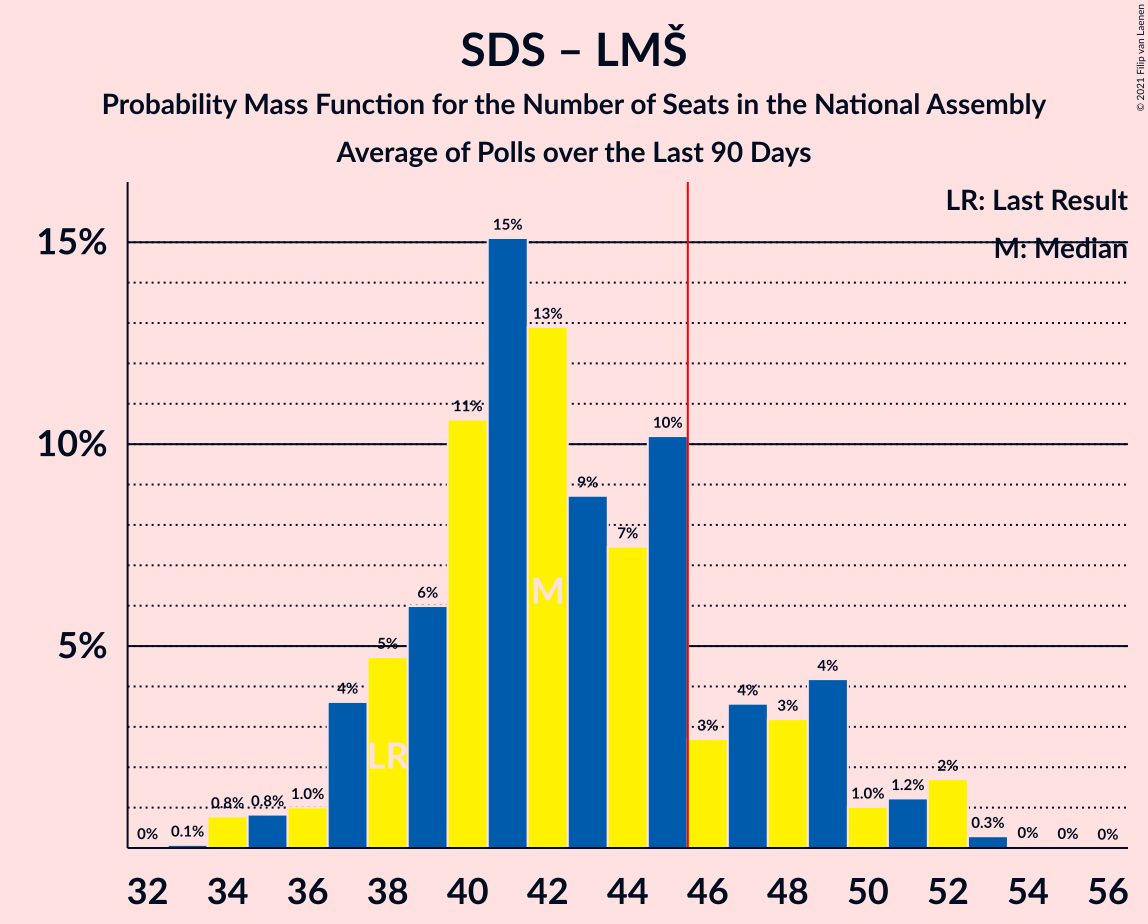 SDS – LMŠ
Probability Mass Function for the Number of Seats in the National Assembly
Average of Polls over the Last 90 Days
© 2021 Filip van Laenen
LR: Last Result
M: Median
15%
10%
5%
0% 0.1% 0.8% 0.8% 1.0% 4% 5% 6% 11% 15% 13% 9% 7% 10% 3% 4% 3% 4% 1.0% 1.2% 2% 0.3% 0% 0% 0%
M
LR
32 34 36 38 40 42 44 46 48 50 52 54 56